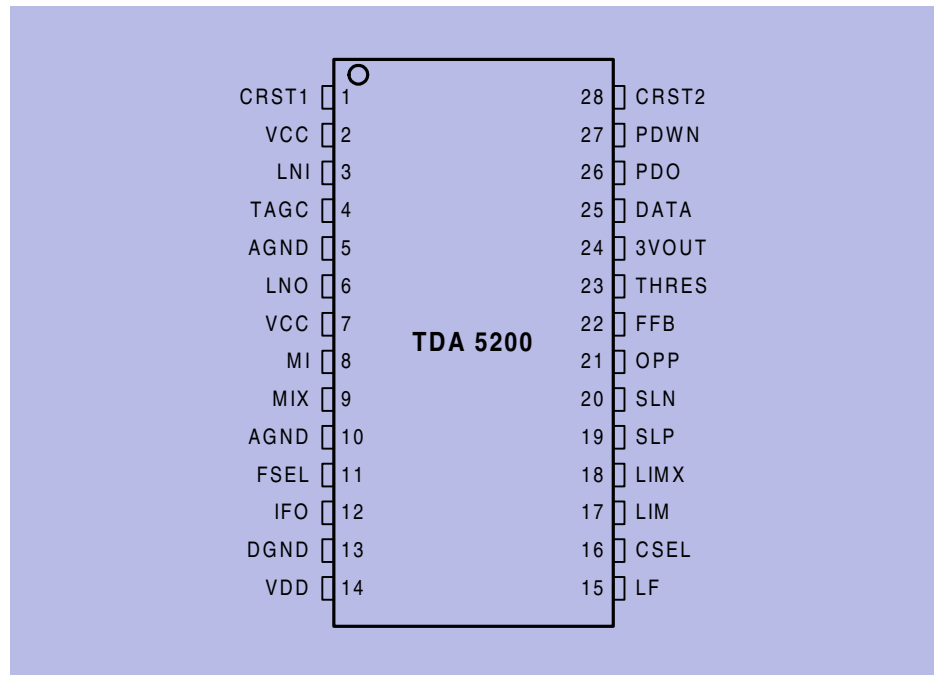 CRST1 1 28 CRST2
VCC 2 27 PDWN
LNI 3 26 PDO
TAGC 4 25 DATA
AGND 5 24 3VOUT
LNO 6 23 THRES
VCC 7 22 FFB
TDA 5200
MI 8 21 OPP
MIX 9 20 SLN
AGND 10 19 SLP
FSEL 11 18 LIMX
IFO 12 17 LIM
DGND 13 16 CSEL
VDD 14 15 LF